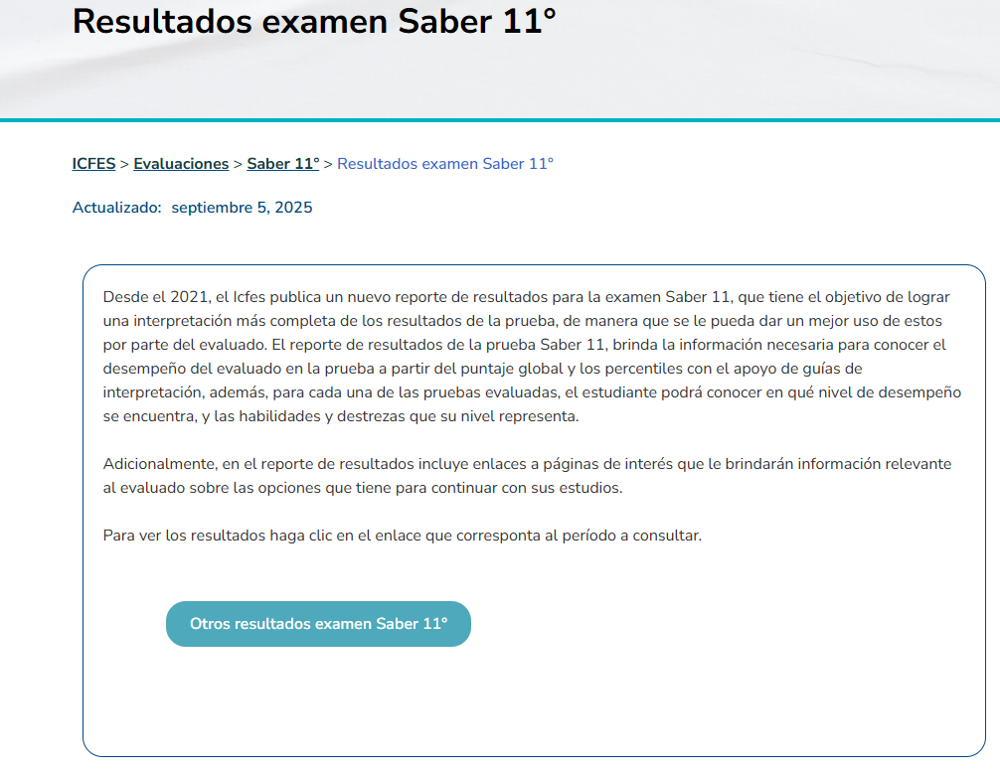 Resultados examen Saber 11°
ICFES > Evaluaciones > Saber 11° > Resultados examen Saber 11°
Actualizado: septiembre 5, 2025
Desde el 2021, el Icfes publica un nuevo reporte de resultados para la examen Saber 11, que tiene el objetivo de lograr
una interpretación más completa de los resultados de la prueba, de manera que se le pueda dar un mejor uso de estos
por parte del evaluado. El reporte de resultados de la prueba Saber 11, brinda la información necesaria para conocer el
desempeño del evaluado en la prueba a partir del puntaje global y los percentiles con el apoyo de guías de
interpretación, además, para cada una de las pruebas evaluadas, el estudiante podrá conocer en qué nivel de desempeño
se encuentra, y las habilidades y destrezas que su nivel representa.
Adicionalmente, en el reporte de resultados incluye enlaces a páginas de interés que le brindarán información relevante
al evaluado sobre las opciones que tiene para continuar con sus estudios.
Para ver los resultados haga clic en el enlace que corresponta al período a consultar.
Otros resultados examen Saber 11°